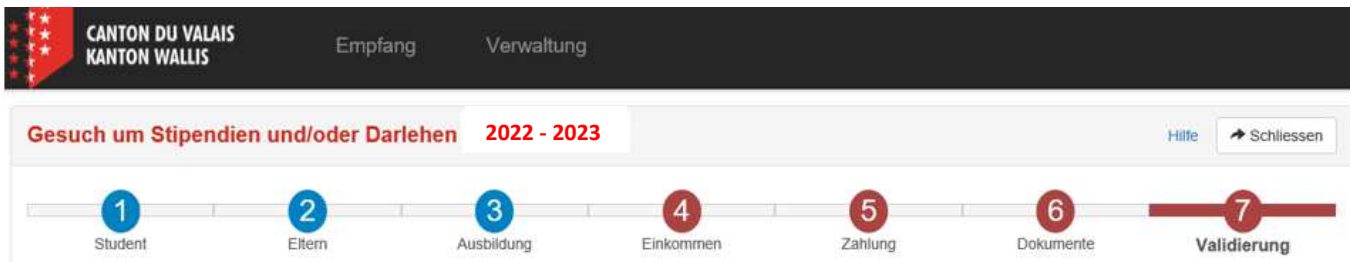 CANTON DU VALAIS
KANTON WALLIS
Empfang Verwaltung
Gesuch um Stipendien und/oder Darlehen 2022 - 2023
Hilfe Schliessen
1 2 3 4 5 6 7
Student Eltern Ausbildung Einkommen Zahlung Dokumente Validierung